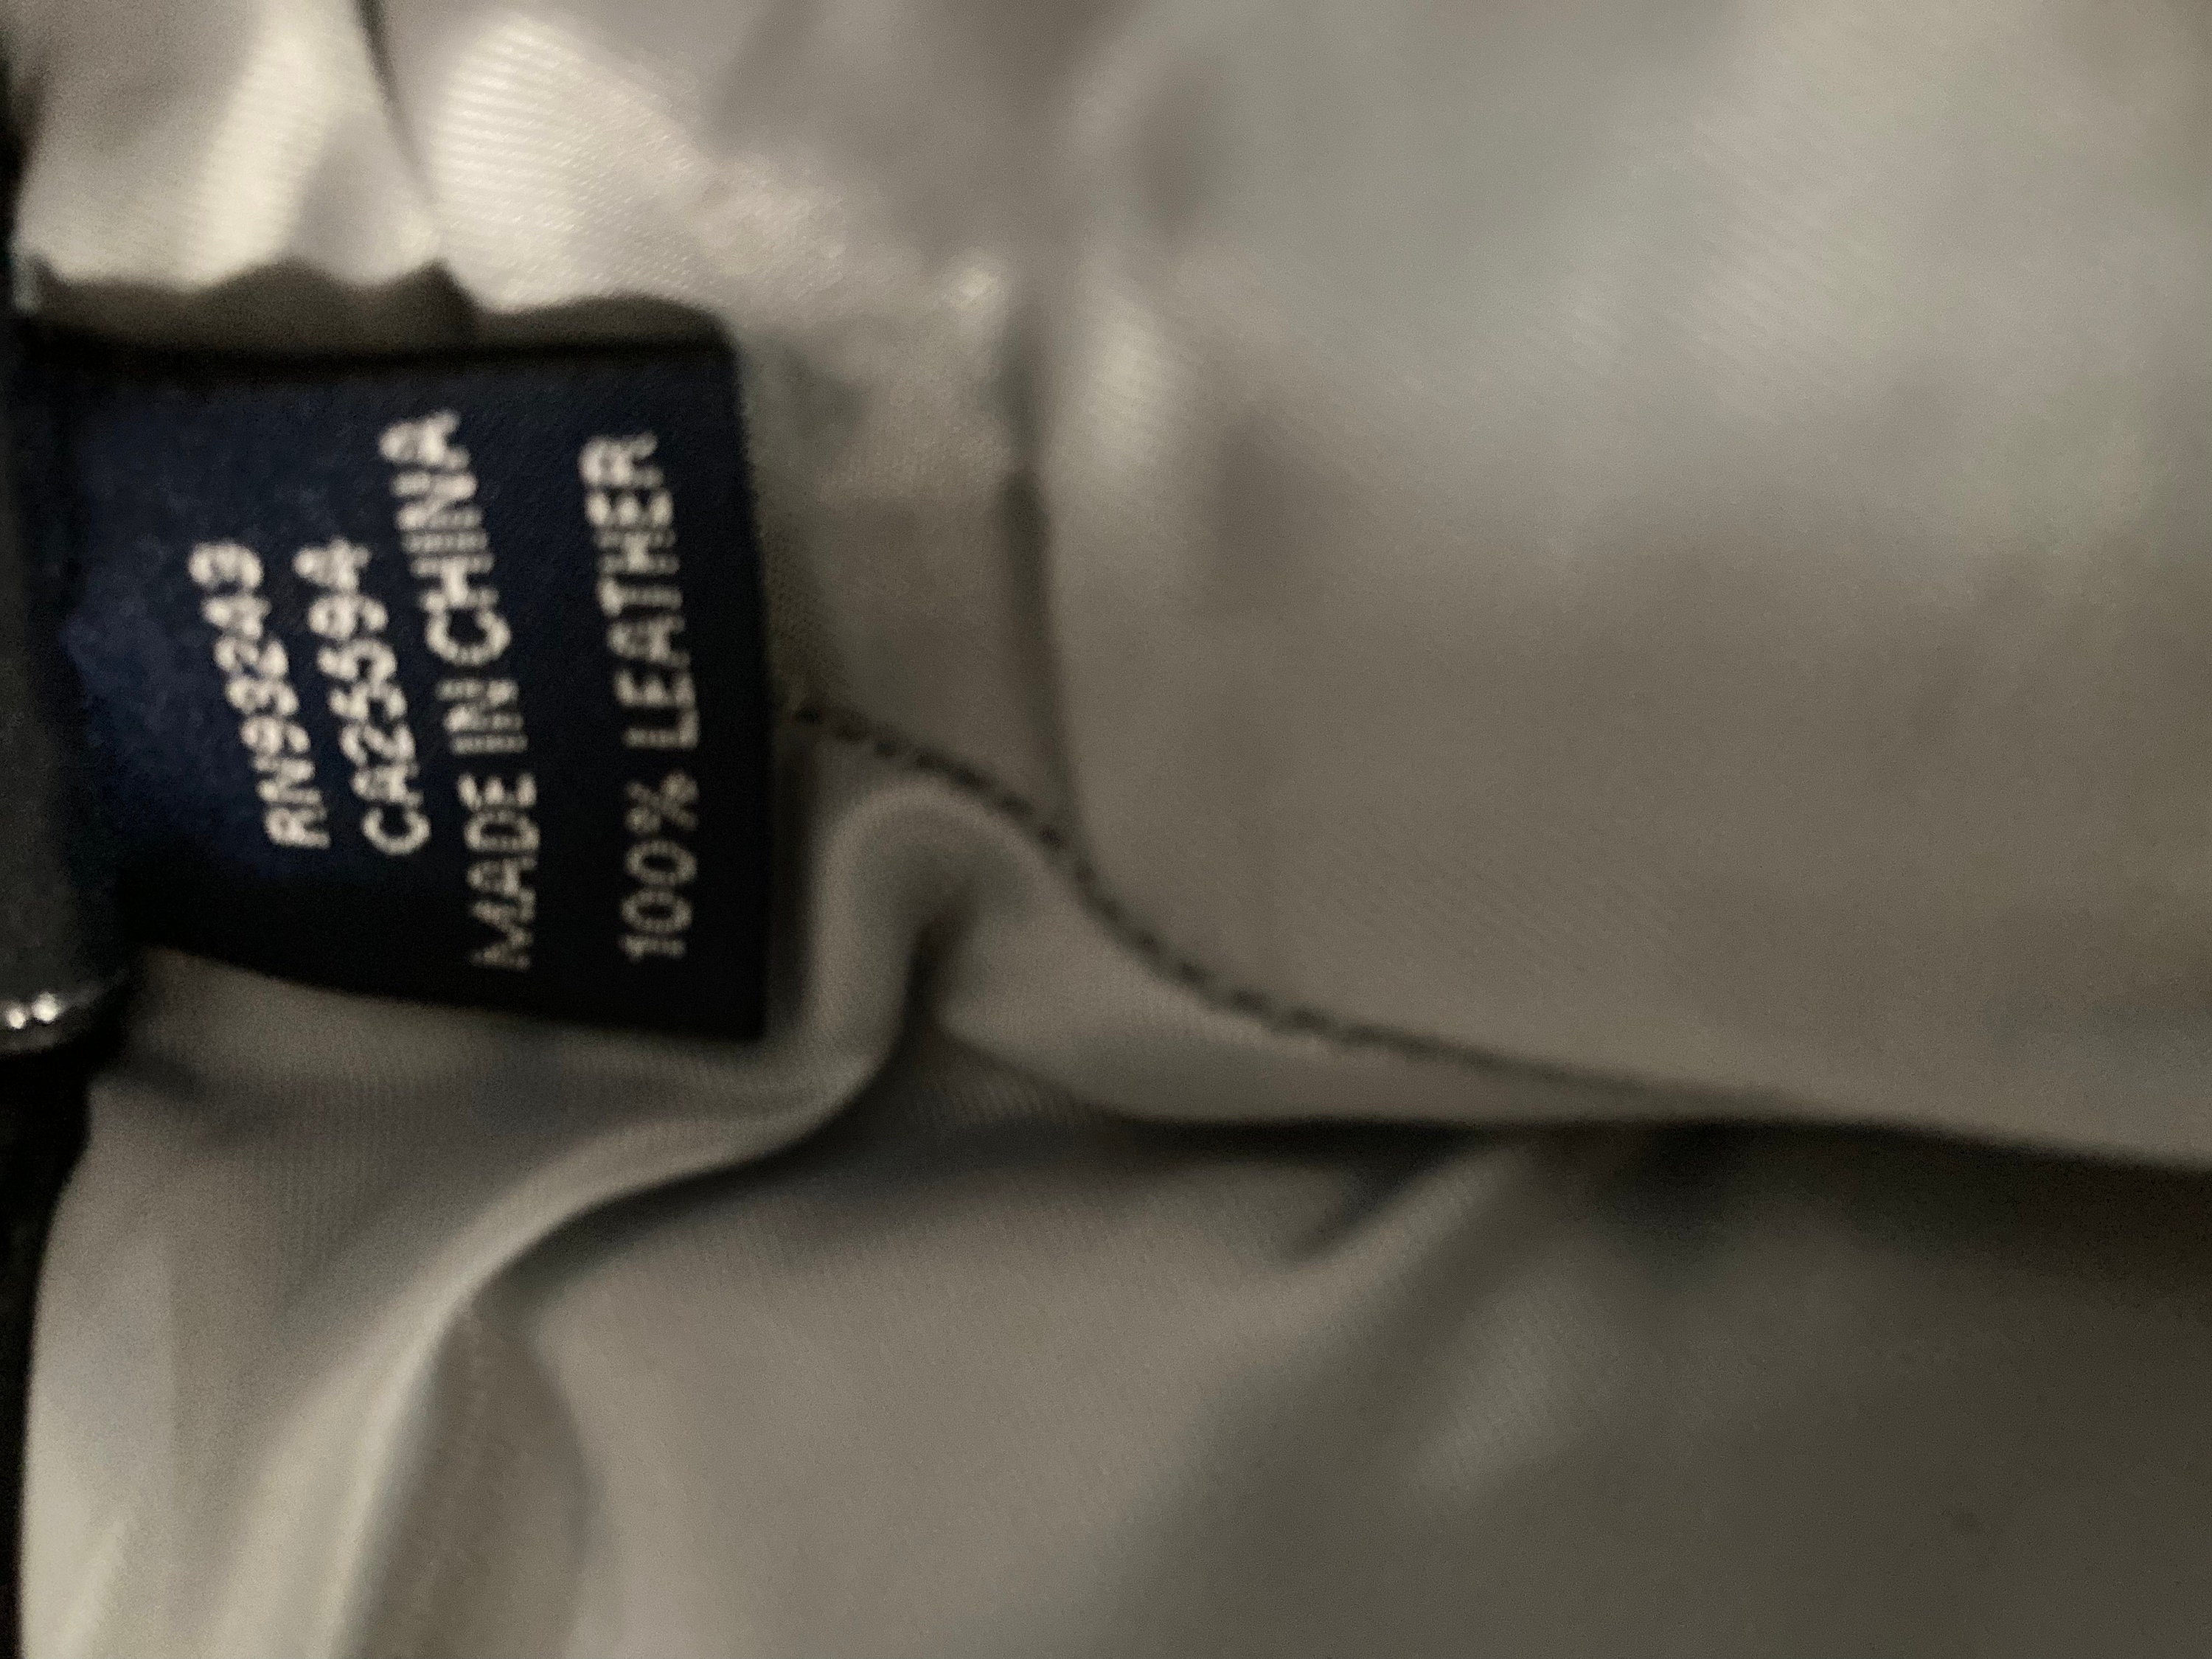 RN93243
CA25594
MADE IN CHINA
100% LEATHER